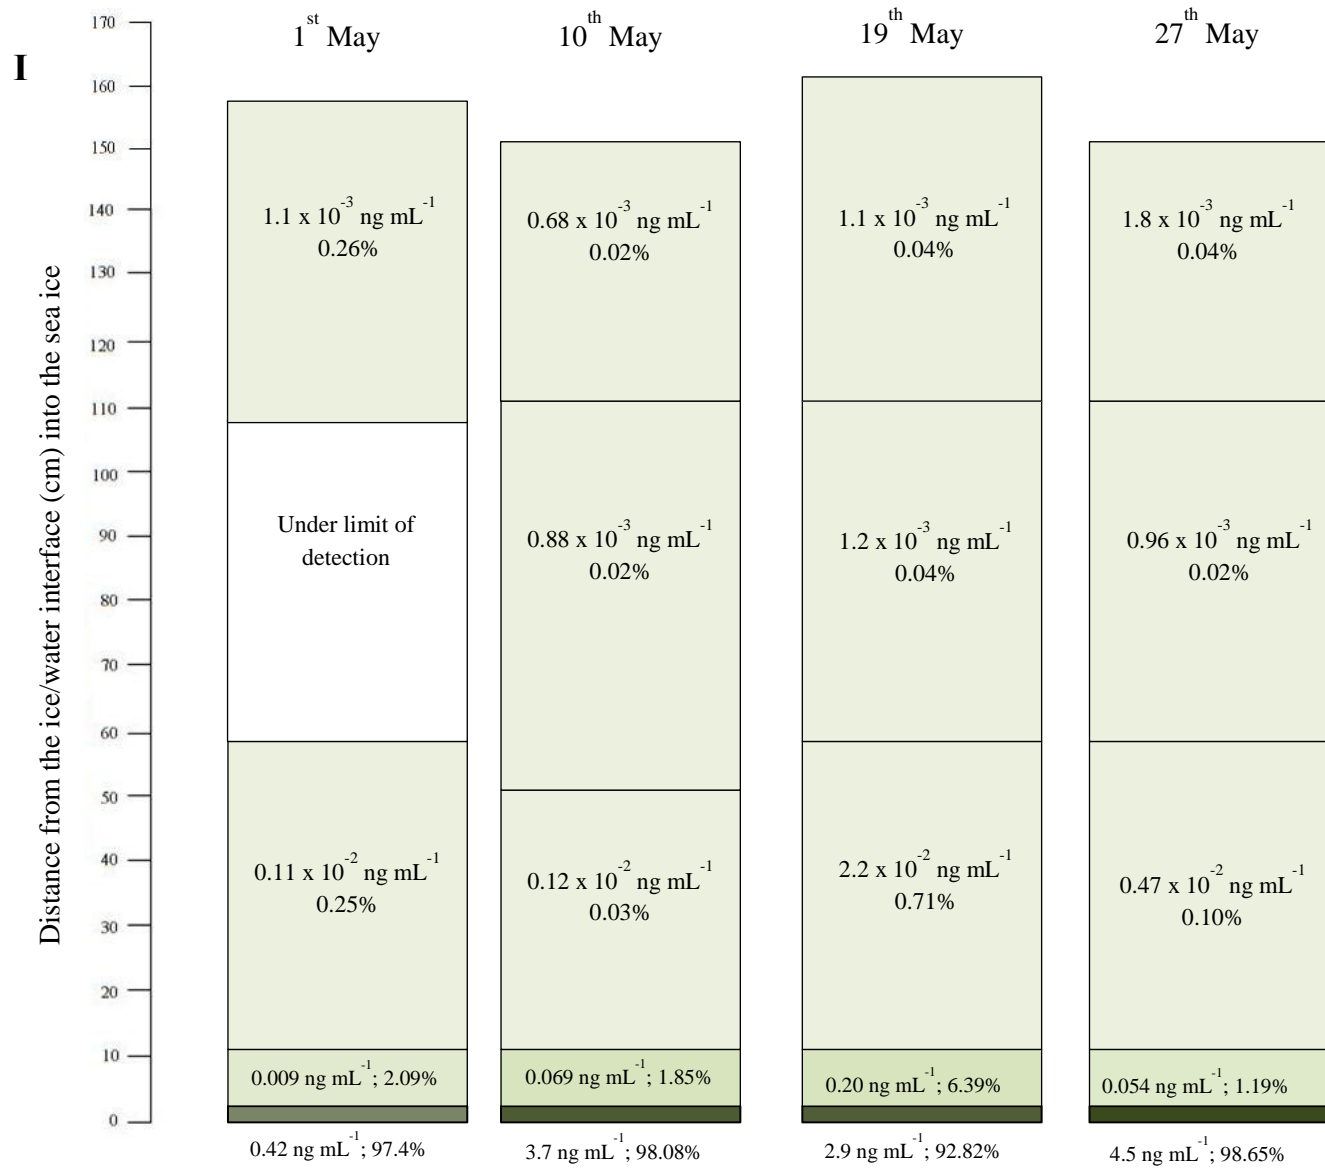 I
Distance from the ice/water interface (cm) into the sea ice
170
160
150
140
130
120
110
100
90
80
70
60
50
40
30
20
10
0
1st May
1.1 x 10-3 ng mL-1
0.26%
Under limit of
detection
0.11 x 10-2 ng mL-1
0.25%
0.009 ng mL-1; 2.09%
0.42 ng mL-1; 97.4%
10th May
0.68 x 10-3 ng mL-1
0.02%
0.88 x 10-3 ng mL-1
0.02%
0.12 x 10-2 ng mL-1
0.03%
0.069 ng mL-1; 1.85%
3.7 ng mL-1; 98.08%
19th May
1.1 x 10-3 ng mL-1
0.04%
1.2 x 10-3 ng mL-1
0.04%
2.2 x 10-2 ng mL-1
0.71%
0.20 ng mL-1; 6.39%
2.9 ng mL-1; 92.82%
27th May
1.8 x 10-3 ng mL-1
0.04%
0.96 x 10-3 ng mL-1
0.02%
0.47 x 10-2 ng mL-1
0.10%
0.054 ng mL-1; 1.19%
4.5 ng mL-1; 98.65%